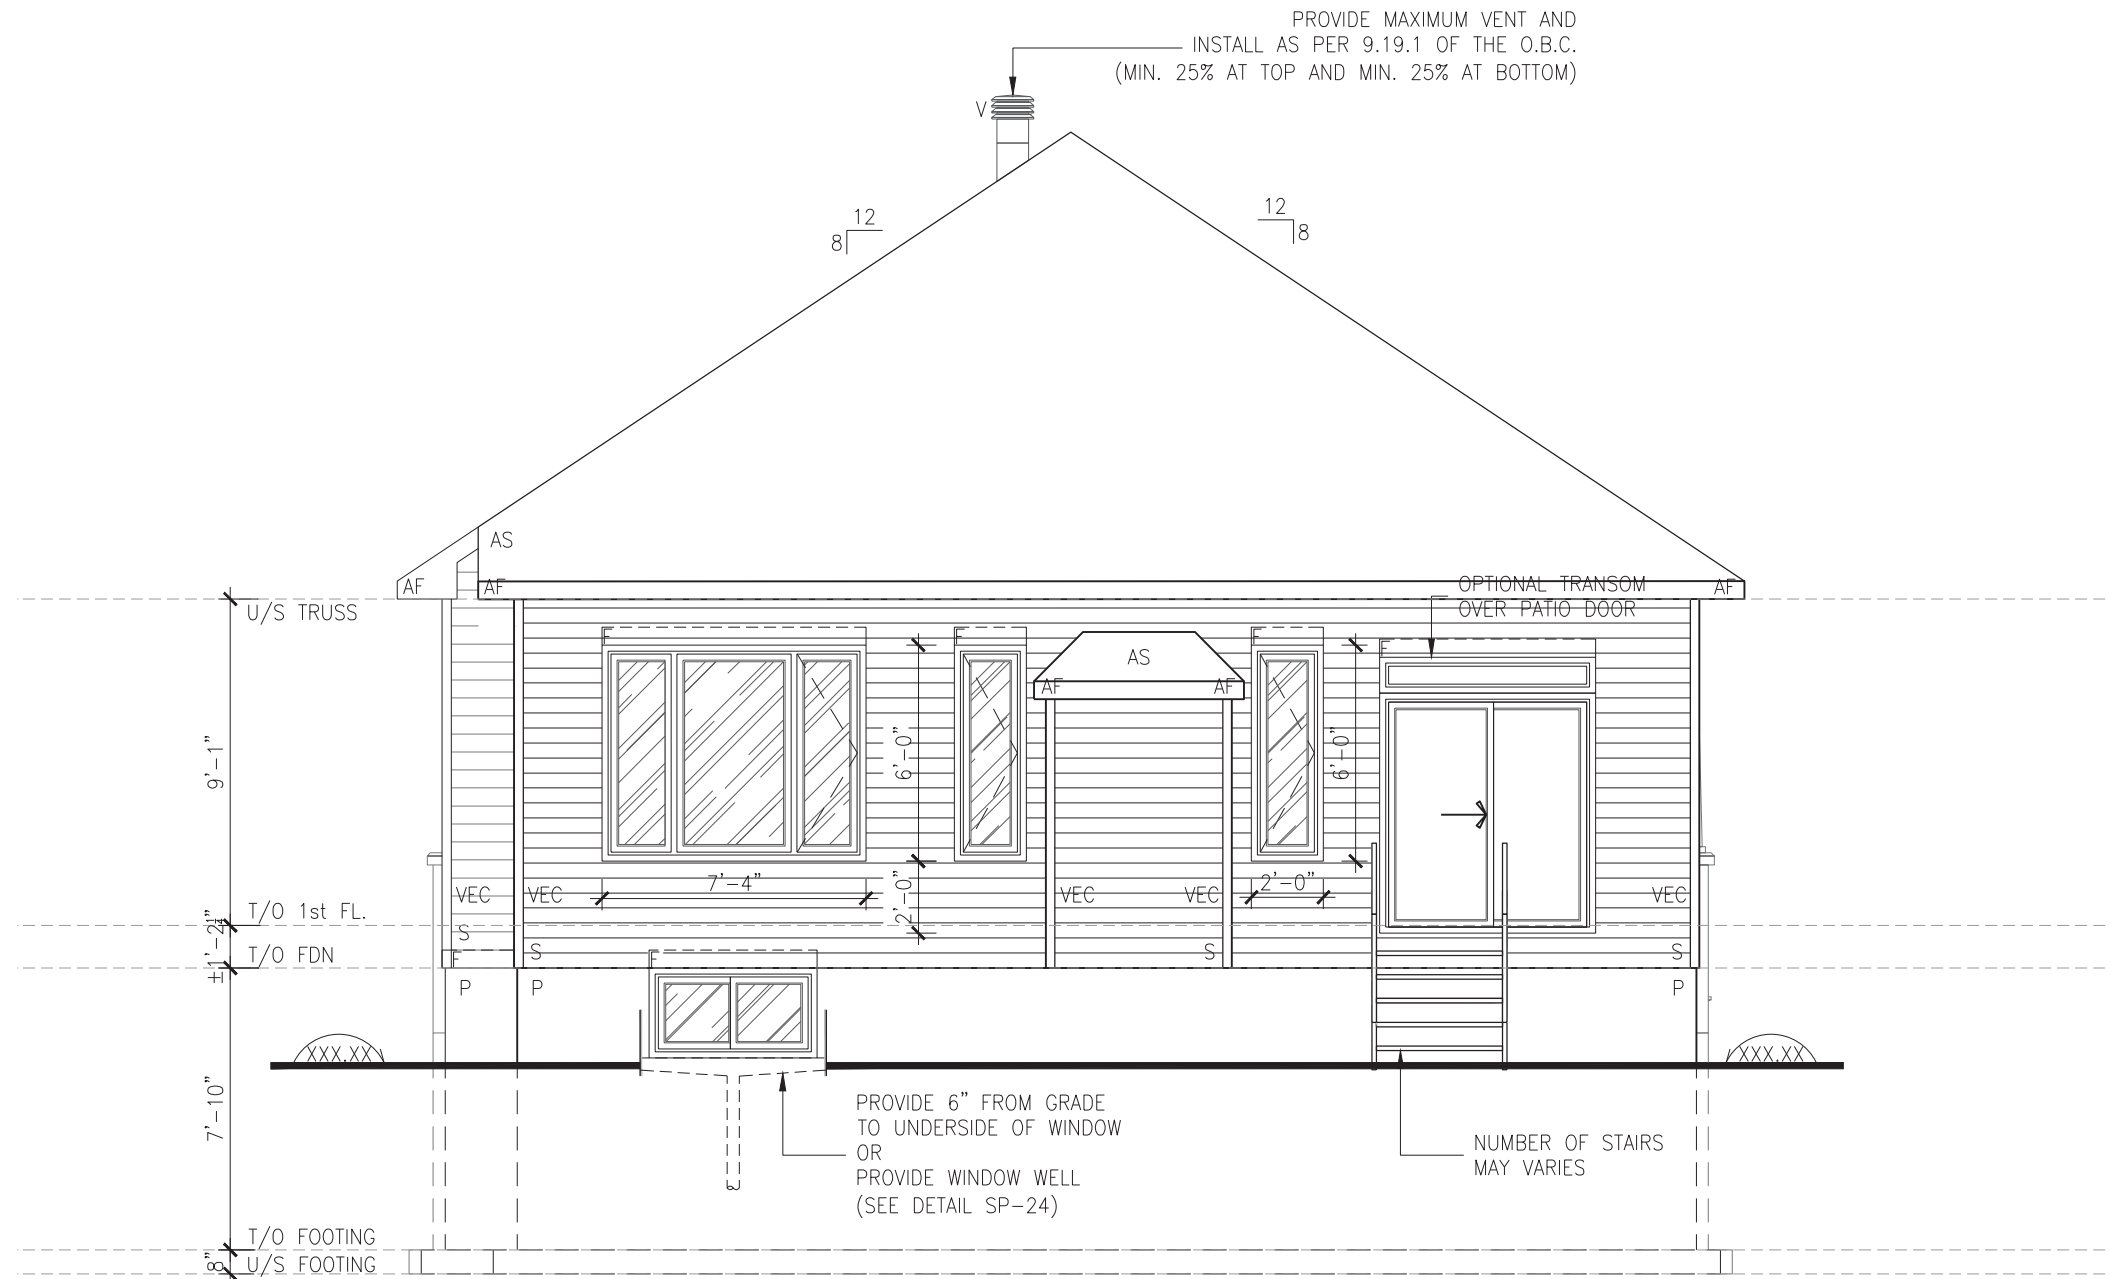 PROVIDE MAXIMUM VENT AND
INSTALL AS PER 9.19.1 OF THE O.B.C.
(MIN. 25% AT TOP AND MIN. 25% AT BOTTOM)
V
12
8
12
8
AS
AF
AF
AF
OPTIONAL TRANSOM
OVER PATIO DOOR
U/S TRUSS
F
F
F
F
AS
AF
AF
9'-1"
6'-0"
6'-0"
7'-4"
2'-0"
2'-0"
VEC
VEC
VEC
VEC
VEC
T/O 1st FL.
±1'-2"
S
S
S
S
T/O FDN
F
F
P
P
P
XXX.XX
XXX.XX
7'-10"
PROVIDE 6" FROM GRADE
TO UNDERSIDE OF WINDOW
OR
PROVIDE WINDOW WELL
(SEE DETAIL SP-24)
NUMBER OF STAIRS
MAY VARIES
T/O FOOTING
8"
U/S FOOTING